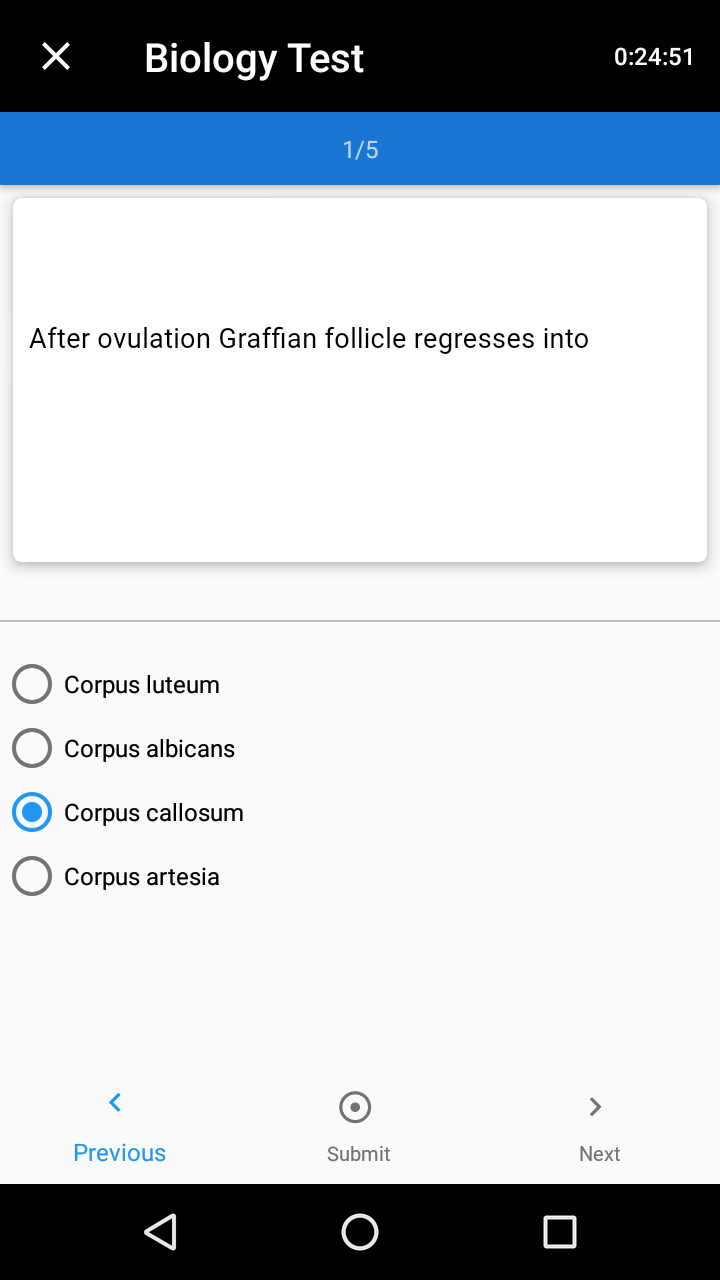 Biology Test
0:24:51
1/5
After ovulation Graffian follicle regresses into
Corpus luteum
Corpus albicans
Corpus callosum
Corpus artesia
Previous
Submit
Next